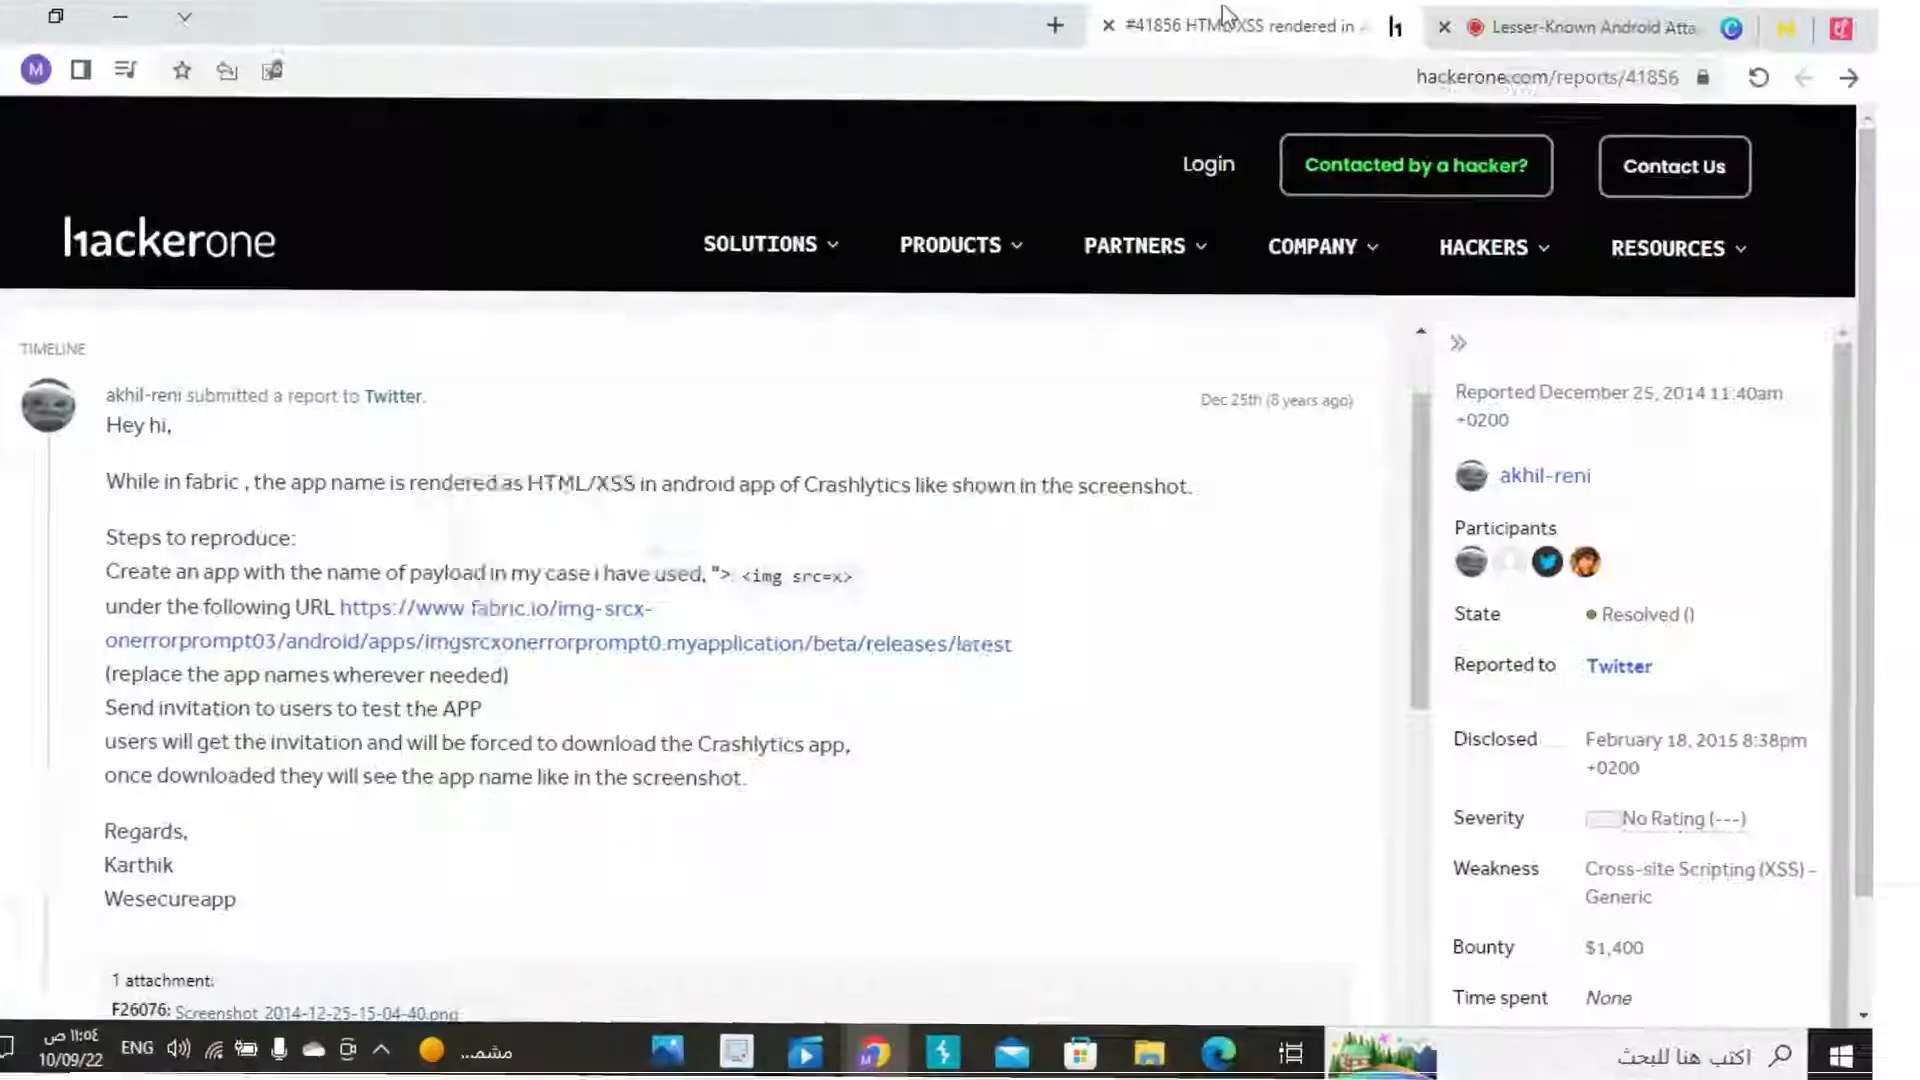 #41856 HTML/XSS rendered in
Lesser-Known Android Atta
M
hackerone.com/reports/41856
Login
Contacted by a hacker?
Contact Us
hackerone
SOLUTIONS
PRODUCTS
PARTNERS
COMPANY
HACKERS
RESOURCES
TIMELINE
akhil-reni submitted a report to Twitter.
Dec 25th (8 years ago)
Hey hi,
While in fabric , the app name is rendered as HTML/XSS in android app of Crashlytics like shown in the screenshot.
Steps to reproduce:
Create an app with the name of payload in my case i have used, "> <img src=x>
under the following URL https://www.fabric.io/img-srcx-
onerrorprompt03/android/apps/imgsrcxonerrorprompt0.myapplication/beta/releases/latest
(replace the app names wherever needed)
Send invitation to users to test the APP
users will get the invitation and will be forced to download the Crashlytics app,
once downloaded they will see the app name like in the screenshot.
Regards,
Karthik
Wesecureapp
1 attachment:
F26076: Screenshot_2014-12-25-15-04-40.png
Reported December 25, 2014 11:40am
+0200
akhil-reni
Participants
State
Resolved ()
Reported to
Twitter
Disclosed
February 18, 2015 8:38pm
+0200
Severity
No Rating (---)
Weakness
Cross-site Scripting (XSS) -
Generic
Bounty
$1,400
Time spent
None
١١:٥٤ ص
10/09/22
ENG
مشمـ...
اكتب هنا للبحث